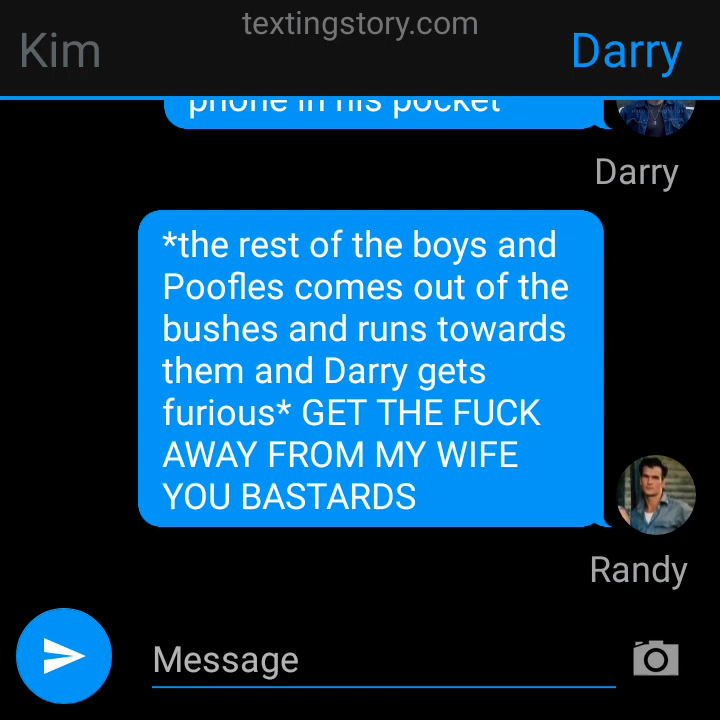 textingstory.com
Kim
Darry
phone in his pocket
Darry
*the rest of the boys and
Poofles comes out of the
bushes and runs towards
them and Darry gets
furious* GET THE FUCK
AWAY FROM MY WIFE
YOU BASTARDS
Randy
Message